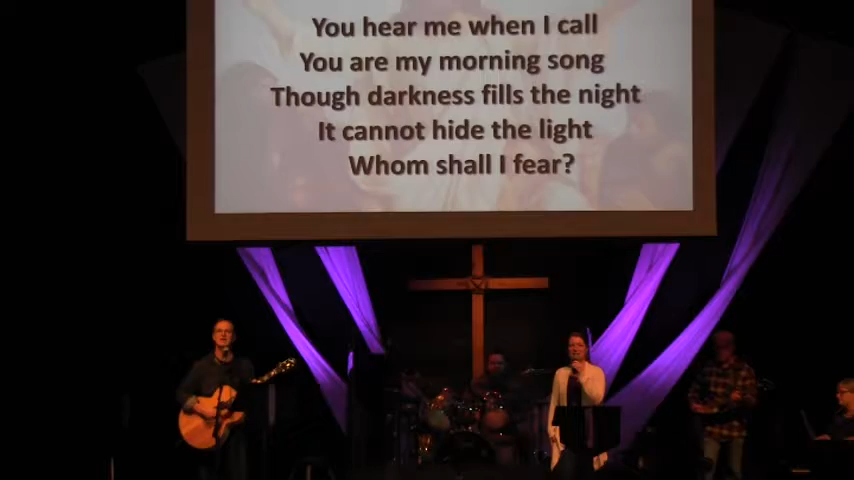 You hear me when I call
You are my morning song
Though darkness fills the night
It cannot hide the light
Whom shall I fear?